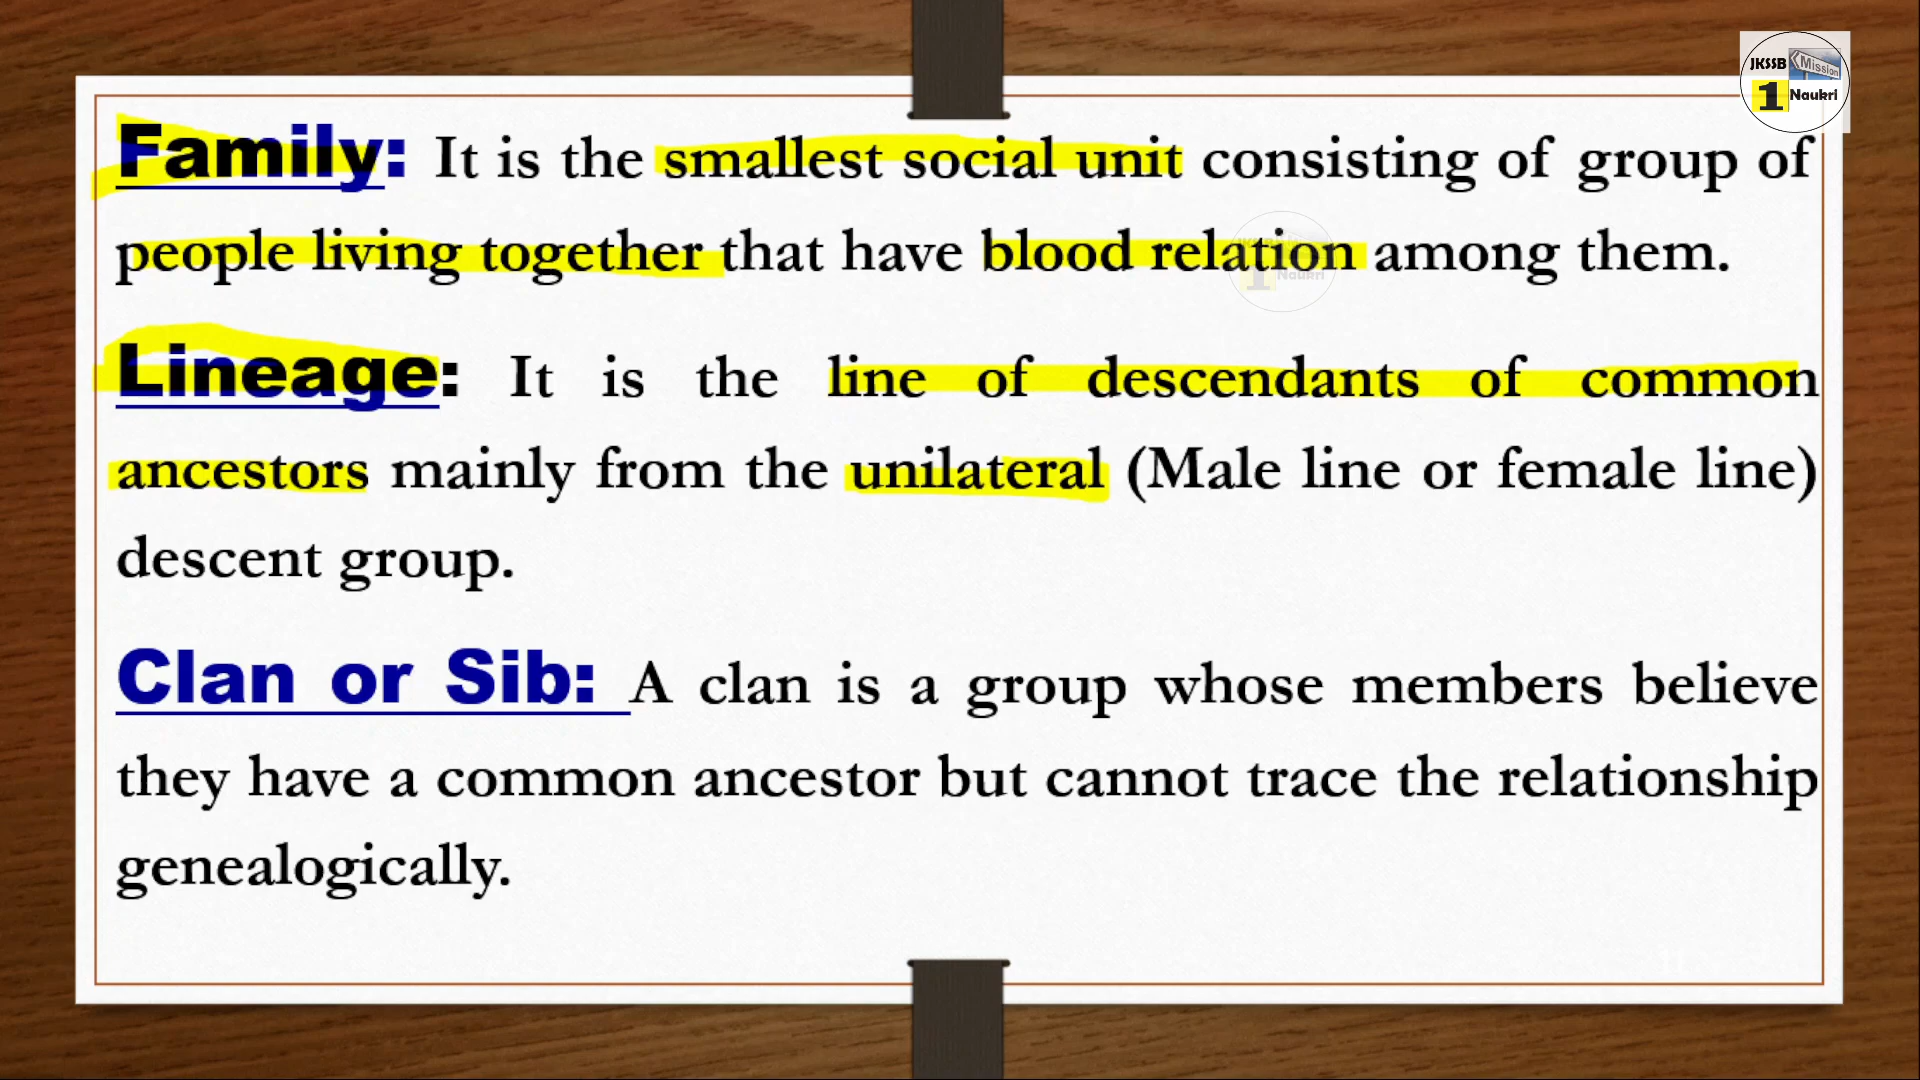 JKSSB Mission
1 Naukri
Family: It is the smallest social unit consisting of group of
people living together that have blood relation among them.
Lineage: It is the line of descendants of common
ancestors mainly from the unilateral (Male line or female line)
descent group.
Clan or Sib: A clan is a group whose members believe
they have a common ancestor but cannot trace the relationship
genealogically.
11